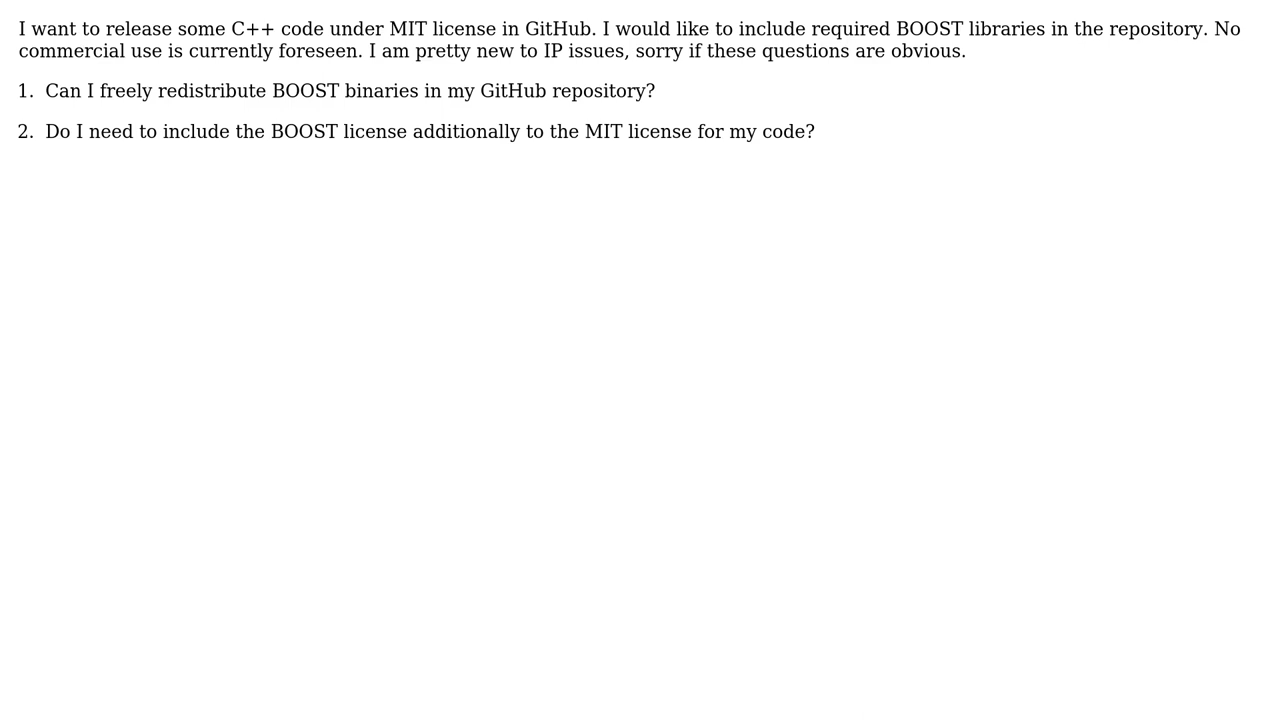 I want to release some C++ code under MIT license in GitHub. I would like to include required BOOST libraries in the repository. No
commercial use is currently foreseen. I am pretty new to IP issues, sorry if these questions are obvious.
1. Can I freely redistribute BOOST binaries in my GitHub repository?
2. Do I need to include the BOOST license additionally to the MIT license for my code?